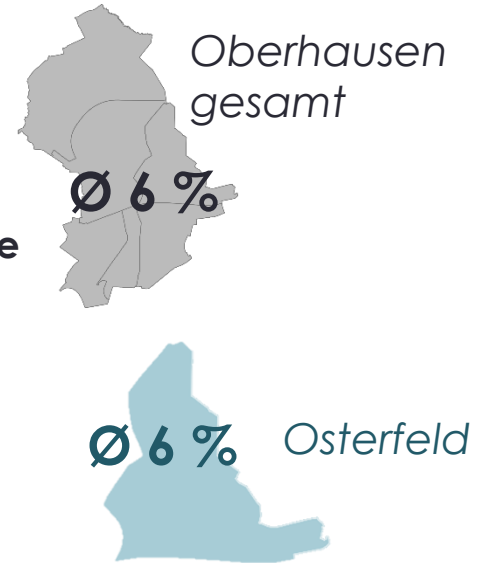 Oberhausen
gesamt
Ø 6 %
e
Ø 6 %
Osterfeld